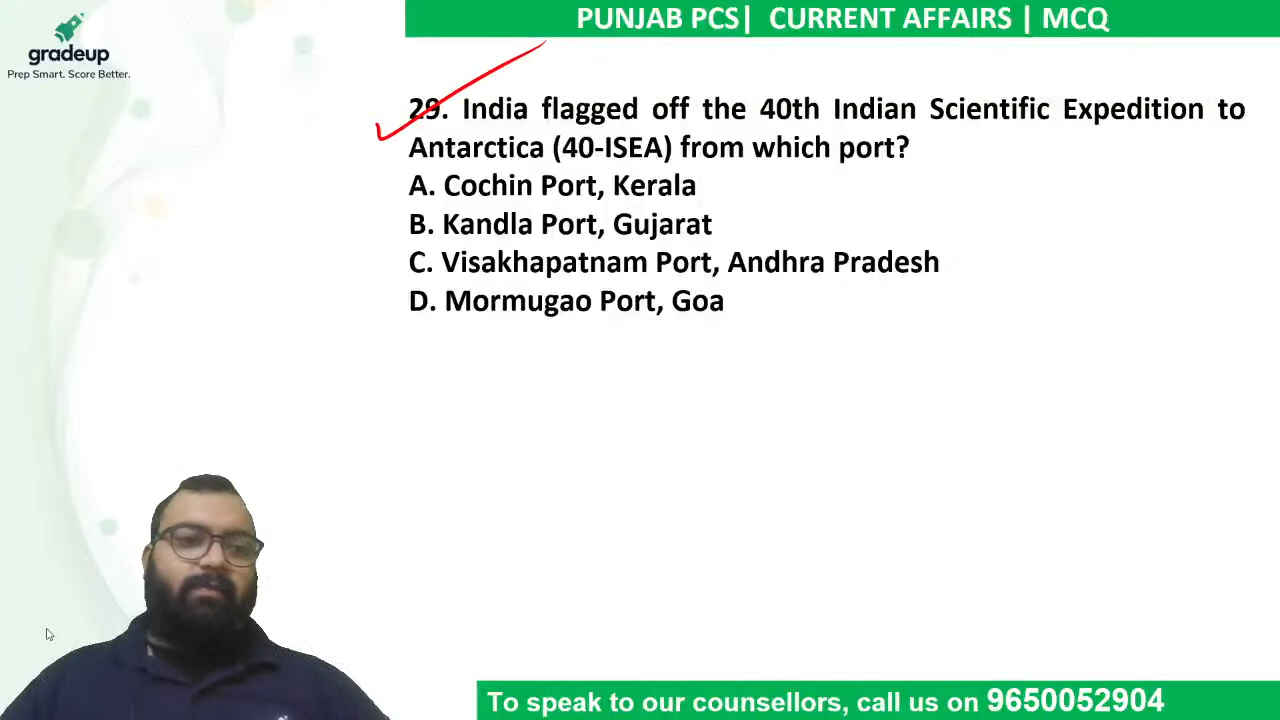 gradeup
Prep Smart. Score Better.
PUNJAB PCS| CURRENT AFFAIRS | MCQ
29. India flagged off the 40th Indian Scientific Expedition to
Antarctica (40-ISEA) from which port?
A. Cochin Port, Kerala
B. Kandla Port, Gujarat
C. Visakhapatnam Port, Andhra Pradesh
D. Mormugao Port, Goa
To speak to our counsellors, call us on 9650052904